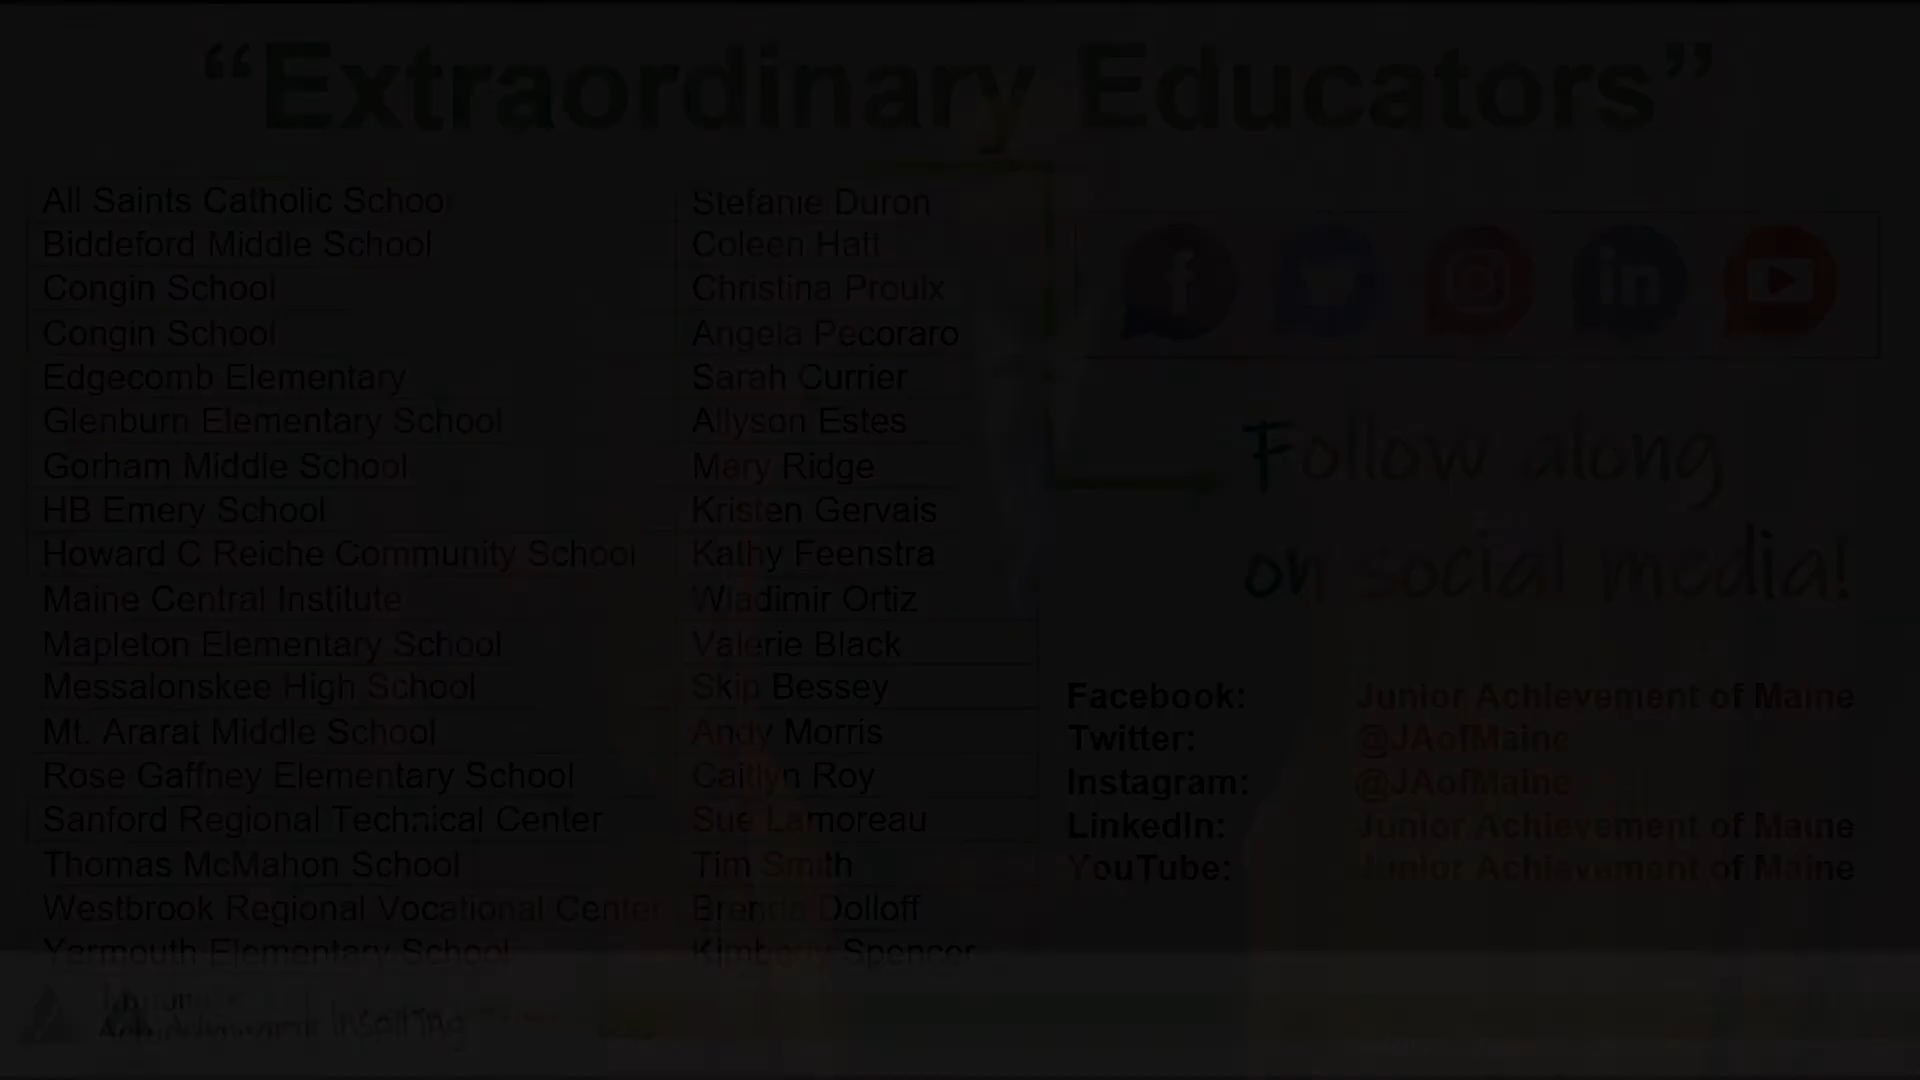 “Extraordinary Educators”
All Saints Catholic School Stefanie Duron
Biddeford Middle School Coleen Hatt
Congin School Christina Proulx
Congin School Angela Pecoraro
Edgecomb Elementary Sarah Currier
Glenburn Elementary School Allyson Estes
Gorham Middle School Mary Ridge
HB Emery School Kristen Gervais
Howard C Reiche Community School Kathy Feenstra
Maine Central Institute Wladimir Ortiz
Mapleton Elementary School Valerie Black
Messalonskee High School Skip Bessey
Mt. Ararat Middle School Andy Morris
Rose Gaffney Elementary School Caitlyn Roy
Sanford Regional Technical Center Sue Lamoreau
Thomas McMahon School Tim Smith
Westbrook Regional Vocational Center Brenda Dolloff
Yarmouth Elementary School Kimberly Spencer
Follow along
on social media!
Facebook: Junior Achievement of Maine
Twitter: @JAofMaine
Instagram: @JAofMaine
LinkedIn: Junior Achievement of Maine
YouTube: Junior Achievement of Maine
Inspiring